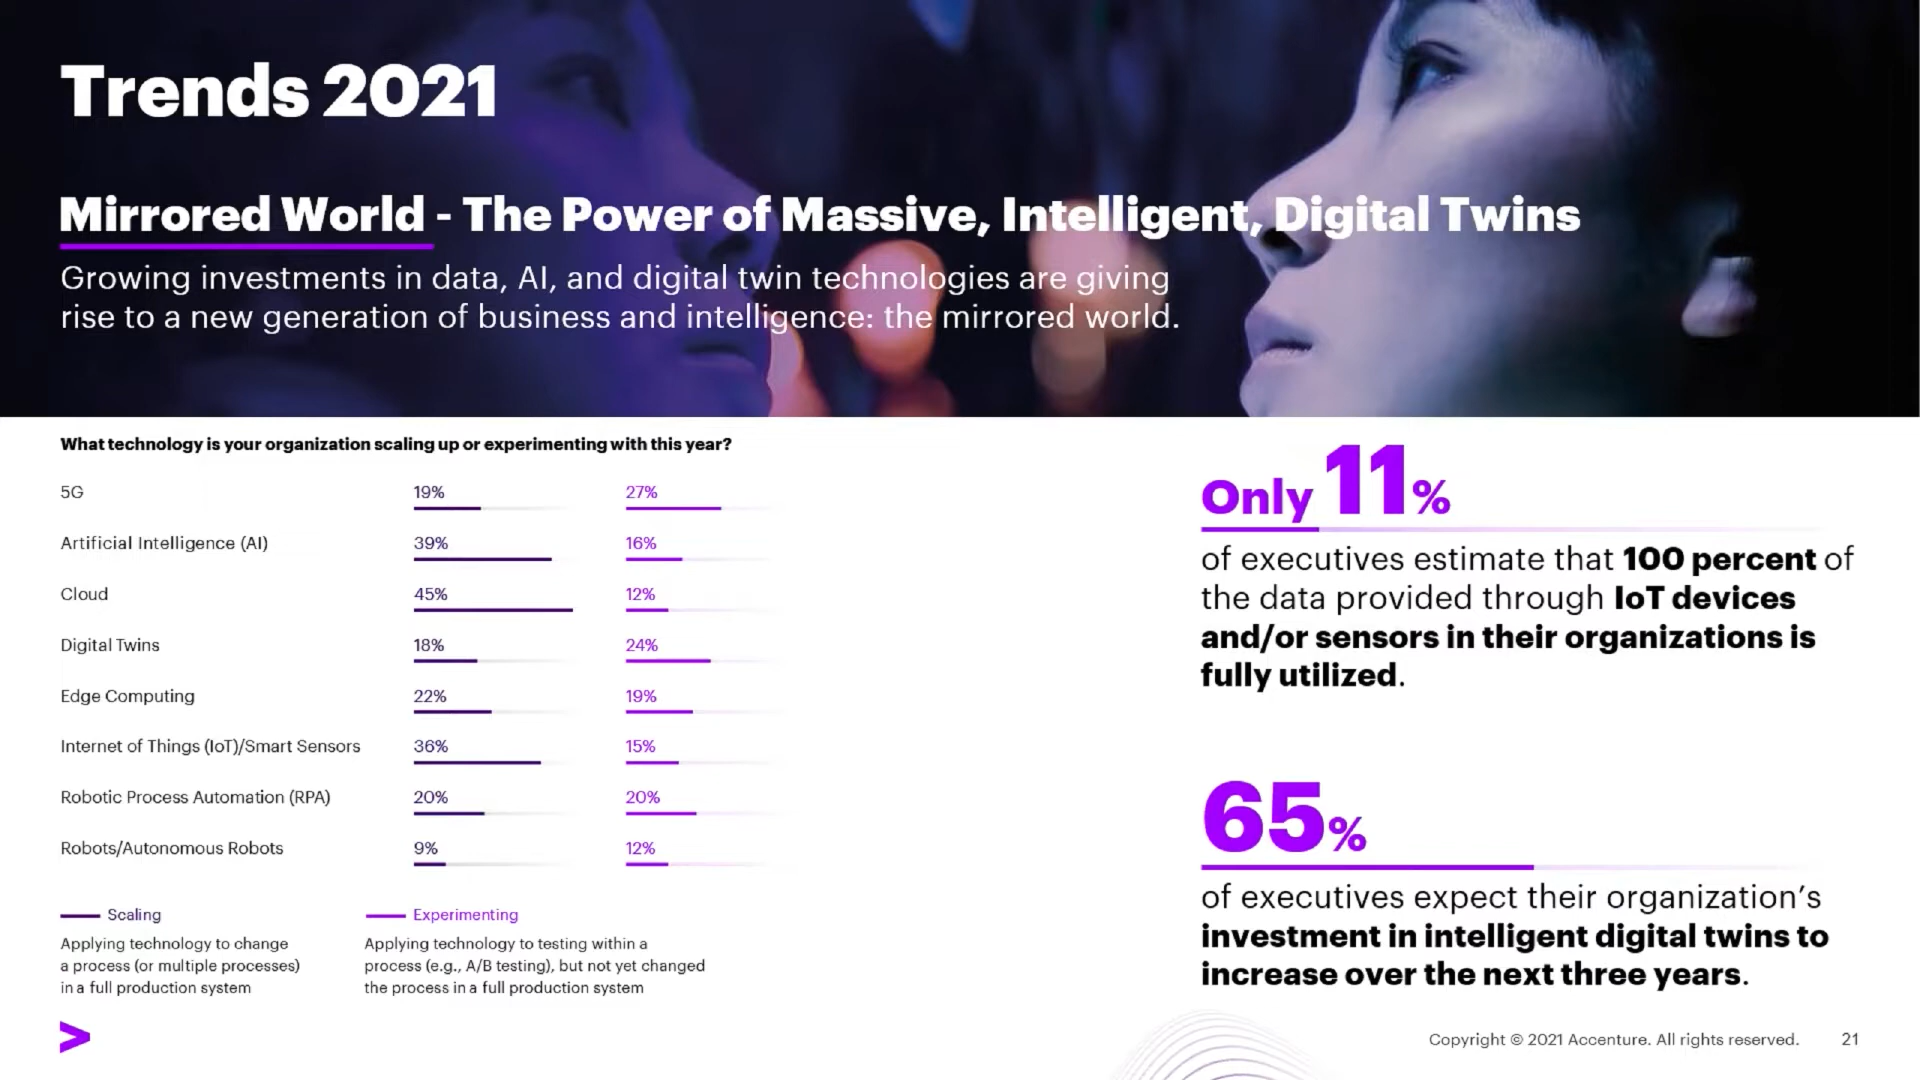 Trends 2021
Mirrored World - The Power of Massive, Intelligent, Digital Twins
Growing investments in data, AI, and digital twin technologies are giving
rise to a new generation of business and intelligence: the mirrored world.
What technology is your organization scaling up or experimenting with this year?
5G 19% 27%
Artificial Intelligence (AI) 39% 16%
Cloud 45% 12%
Digital Twins 18% 24%
Edge Computing 22% 19%
Internet of Things (IoT)/Smart Sensors 36% 15%
Robotic Process Automation (RPA) 20% 20%
Robots/Autonomous Robots 9% 12%
Scaling
Applying technology to change
a process (or multiple processes)
in a full production system
Experimenting
Applying technology to testing within a
process (e.g., A/B testing), but not yet changed
the process in a full production system
Only 11%
of executives estimate that 100 percent of
the data provided through IoT devices
and/or sensors in their organizations is
fully utilized.
65%
of executives expect their organization's
investment in intelligent digital twins to
increase over the next three years.
Copyright © 2021 Accenture. All rights reserved. 21